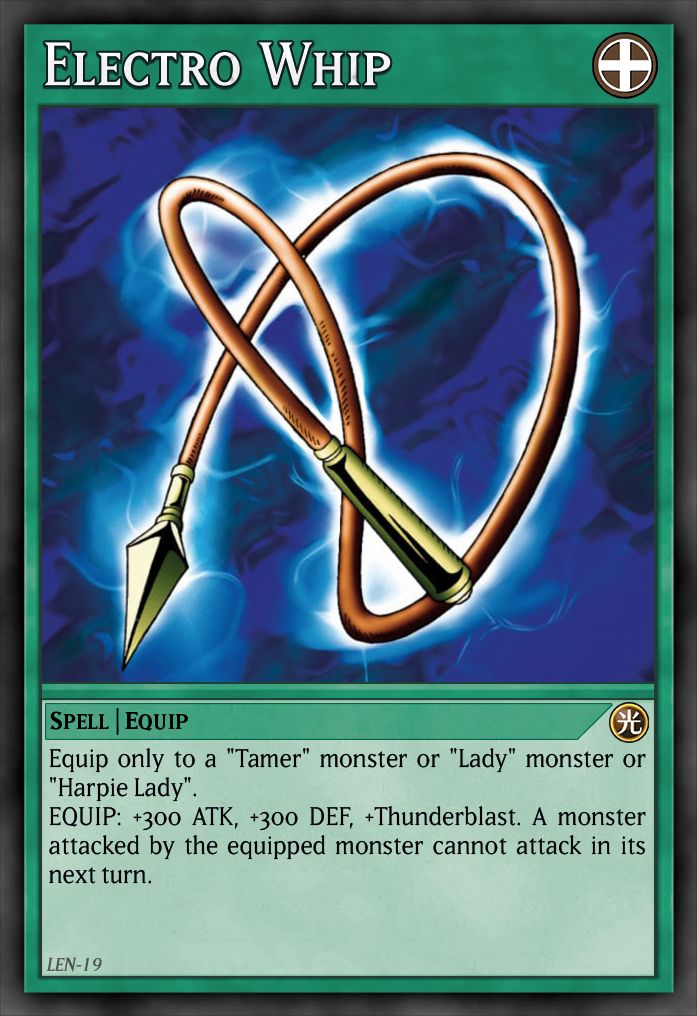 Electro Whip
Spell | Equip
光
Equip only to a "Tamer" monster or "Lady" monster or
"Harpie Lady".
EQUIP: +300 ATK, +300 DEF, +Thunderblast. A monster
attacked by the equipped monster cannot attack in its
next turn.
LEN-19